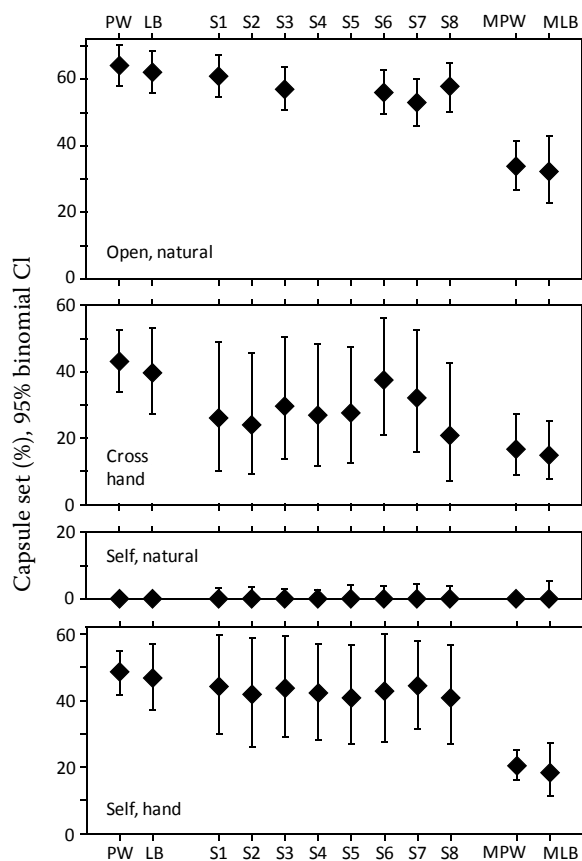 PW LB S1 S2 S3 S4 S5 S6 S7 S8 MPW MLB
60
40
20
0
Open, natural
60
40
20
0
Cross
hand
20
0
Self, natural
60
40
20
0
Self, hand
PW LB S1 S2 S3 S4 S5 S6 S7 S8 MPW MLB
Capsule set (%), 95% binomial CI